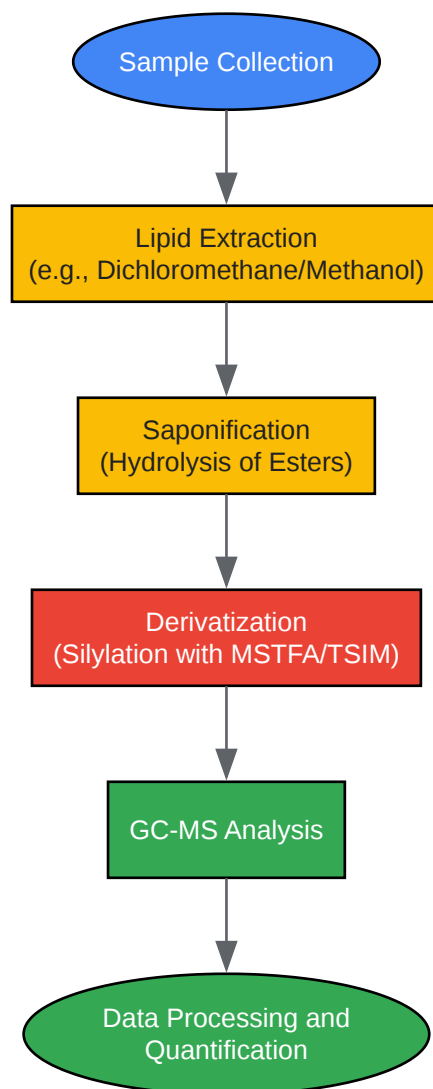 Sample Collection
Lipid Extraction
(e.g., Dichloromethane/Methanol)
Saponification
(Hydrolysis of Esters)
Derivatization
(Silylation with MSTFA/TSIM)
GC-MS Analysis
Data Processing and
Quantification